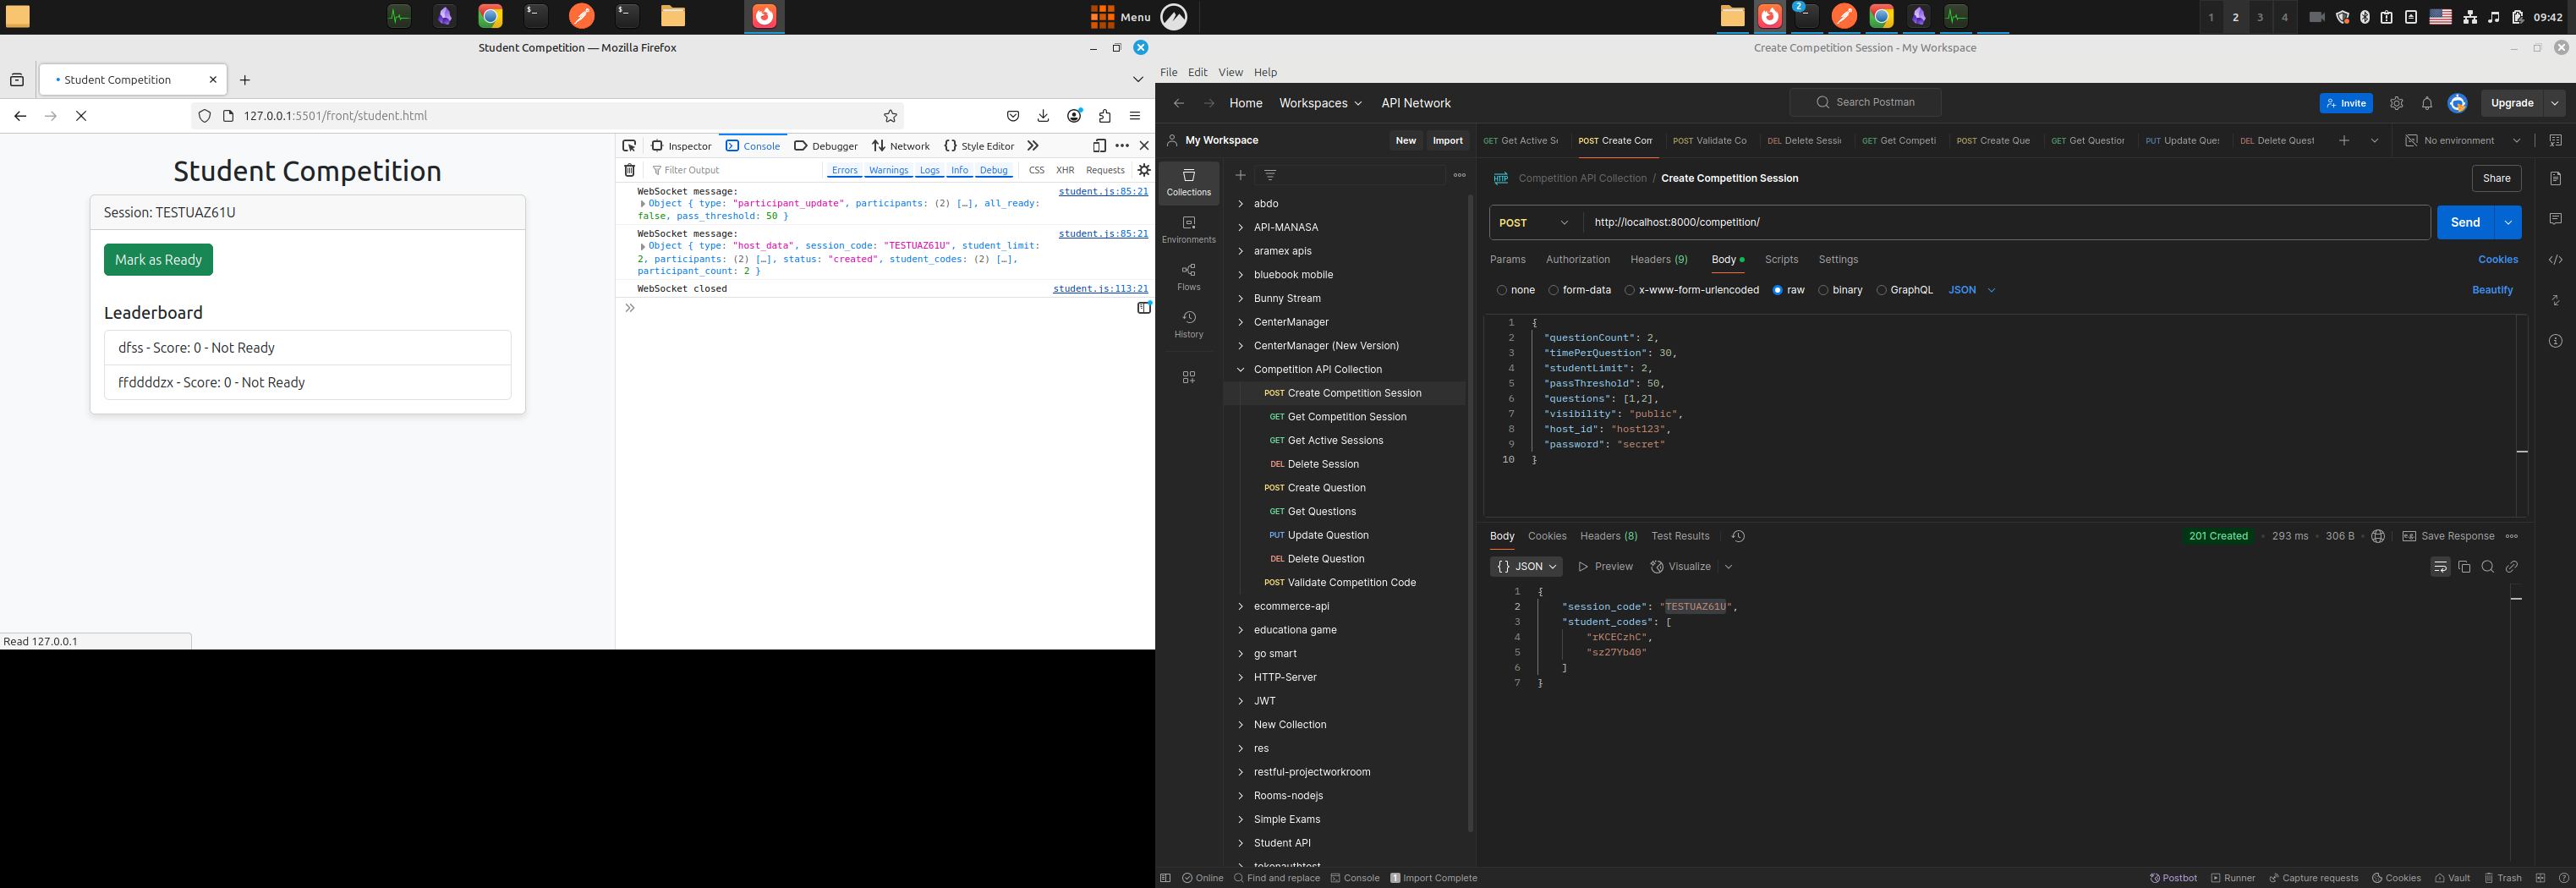 Menu
1 2 3 4
09:42
Student Competition — Mozilla Firefox
Student Competition
127.0.0.1:5501/front/student.html
Student Competition
Session: TESTUAZ61U
Mark as Ready
Leaderboard
dfss - Score: 0 - Not Ready
ffddddzx - Score: 0 - Not Ready
Read 127.0.0.1
Inspector Console Debugger Network Style Editor
Filter Output Errors Warnings Logs Info Debug CSS XHR Requests
WebSocket message: student.js:85:21
Object { type: "participant_update", participants: (2) […], all_ready:
false, pass_threshold: 50 }
WebSocket message: student.js:85:21
Object { type: "host_data", session_code: "TESTUAZ61U", student_limit:
2, participants: (2) […], status: "created", student_codes: (2) […],
participant_count: 2 }
WebSocket closed student.js:113:21
Create Competition Session - My Workspace
File Edit View Help
Home Workspaces API Network Search Postman Invite Upgrade
My Workspace New Import
GET Get Active S POST Create Com POST Validate Co DEL Delete Sessi GET Get Competi POST Create Que GET Get Question PUT Update Ques DEL Delete Quest No environment
Collections
Environments
Flows
History
abdo
API-MANASA
aramex apis
bluebook mobile
Bunny Stream
CenterManager
CenterManager (New Version)
Competition API Collection
POST Create Competition Session
GET Get Competition Session
GET Get Active Sessions
DEL Delete Session
POST Create Question
GET Get Questions
PUT Update Question
DEL Delete Question
POST Validate Competition Code
ecommerce-api
educationa game
go smart
HTTP-Server
JWT
New Collection
res
restful-projectworkroom
Rooms-nodejs
Simple Exams
Student API
HTTP Competition API Collection / Create Competition Session Share
POST http://localhost:8000/competition/ Send
Params Authorization Headers (9) Body Scripts Settings Cookies
none form-data x-www-form-urlencoded raw binary GraphQL JSON Beautify
1 {
2 "questionCount": 2,
3 "timePerQuestion": 30,
4 "studentLimit": 2,
5 "passThreshold": 50,
6 "questions": [1,2],
7 "visibility": "public",
8 "host_id": "host123",
9 "password": "secret"
10 }
Body Cookies Headers (8) Test Results 201 Created 293 ms 306 B Save Response
{ } JSON Preview Visualize
1 {
2 "session_code": "TESTUAZ61U",
3 "student_codes": [
4 "rKCECzhC",
5 "sz27Yb40"
6 ]
7 }
Online Find and replace Console 1 Import Complete Postbot Runner Capture requests Cookies Vault Trash